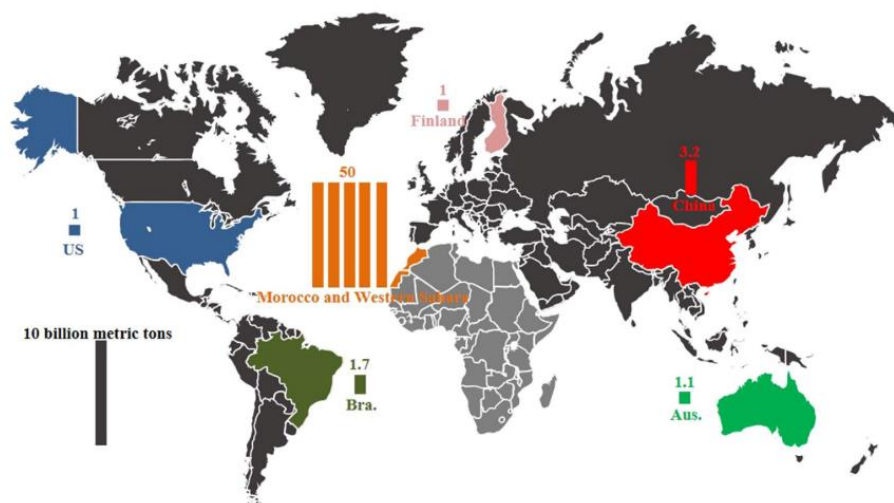 1
Finland
3.2
China
50
1
US
Morocco and Western Sahara
10 billion metric tons
1.7
Bra.
1.1
Aus.